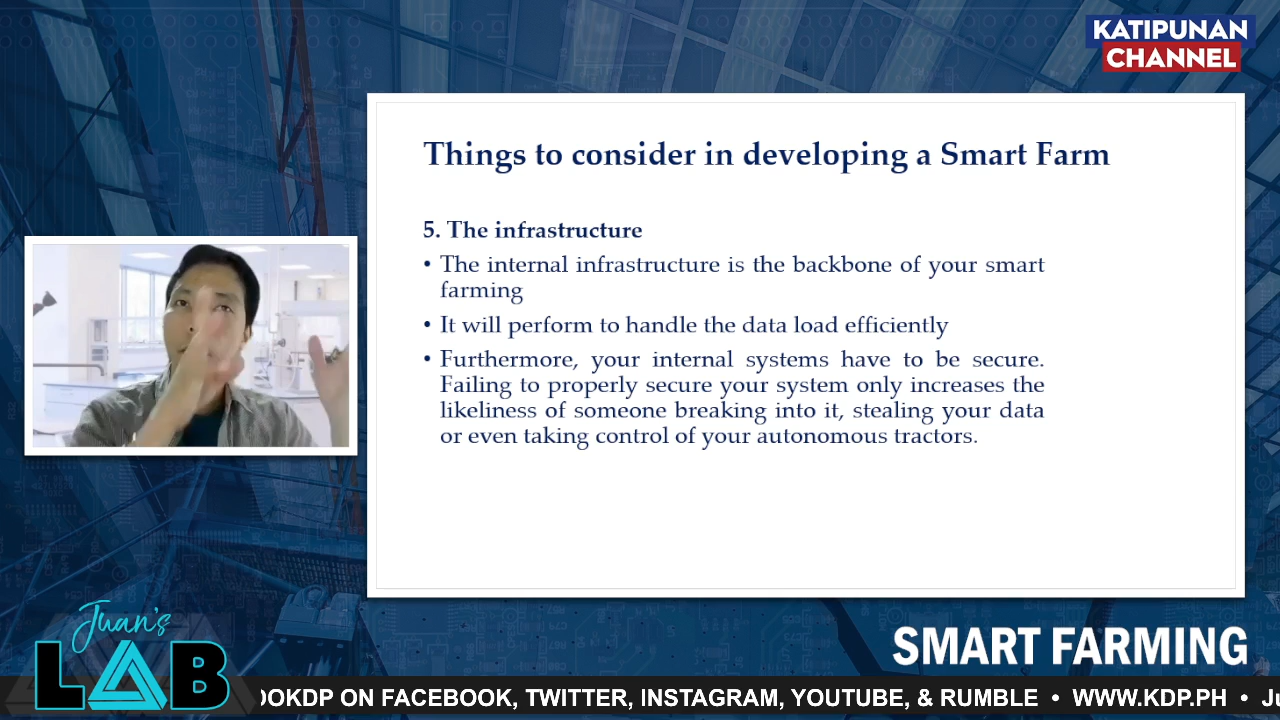 KATIPUNAN
CHANNEL
Things to consider in developing a Smart Farm
5. The infrastructure
• The internal infrastructure is the backbone of your smart
farming
• It will perform to handle the data load efficiently
• Furthermore, your internal systems have to be secure.
Failing to properly secure your system only increases the
likeliness of someone breaking into it, stealing your data
or even taking control of your autonomous tractors.
Juan's
LAB
SMART FARMING
OKDP ON FACEBOOK, TWITTER, INSTAGRAM, YOUTUBE, & RUMBLE • WWW.KDP.PH •